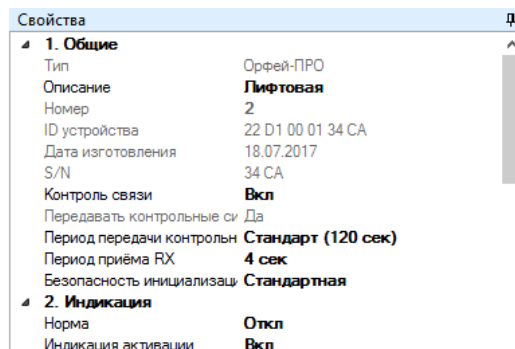 Свойства
1. Общие
Тип Орфей-ПРО
Описание Лифтовая
Номер 2
ID устройства 22 D1 00 01 34 CA
Дата изготовления 18.07.2017
S/N 34 CA
Контроль связи Вкл
Передавать контрольные си Да
Период передачи контрольн Стандарт (120 сек)
Период приёма RX 4 сек
Безопасность инициализац Стандартная
2. Индикация
Норма Откл
Индикация активации Вкл